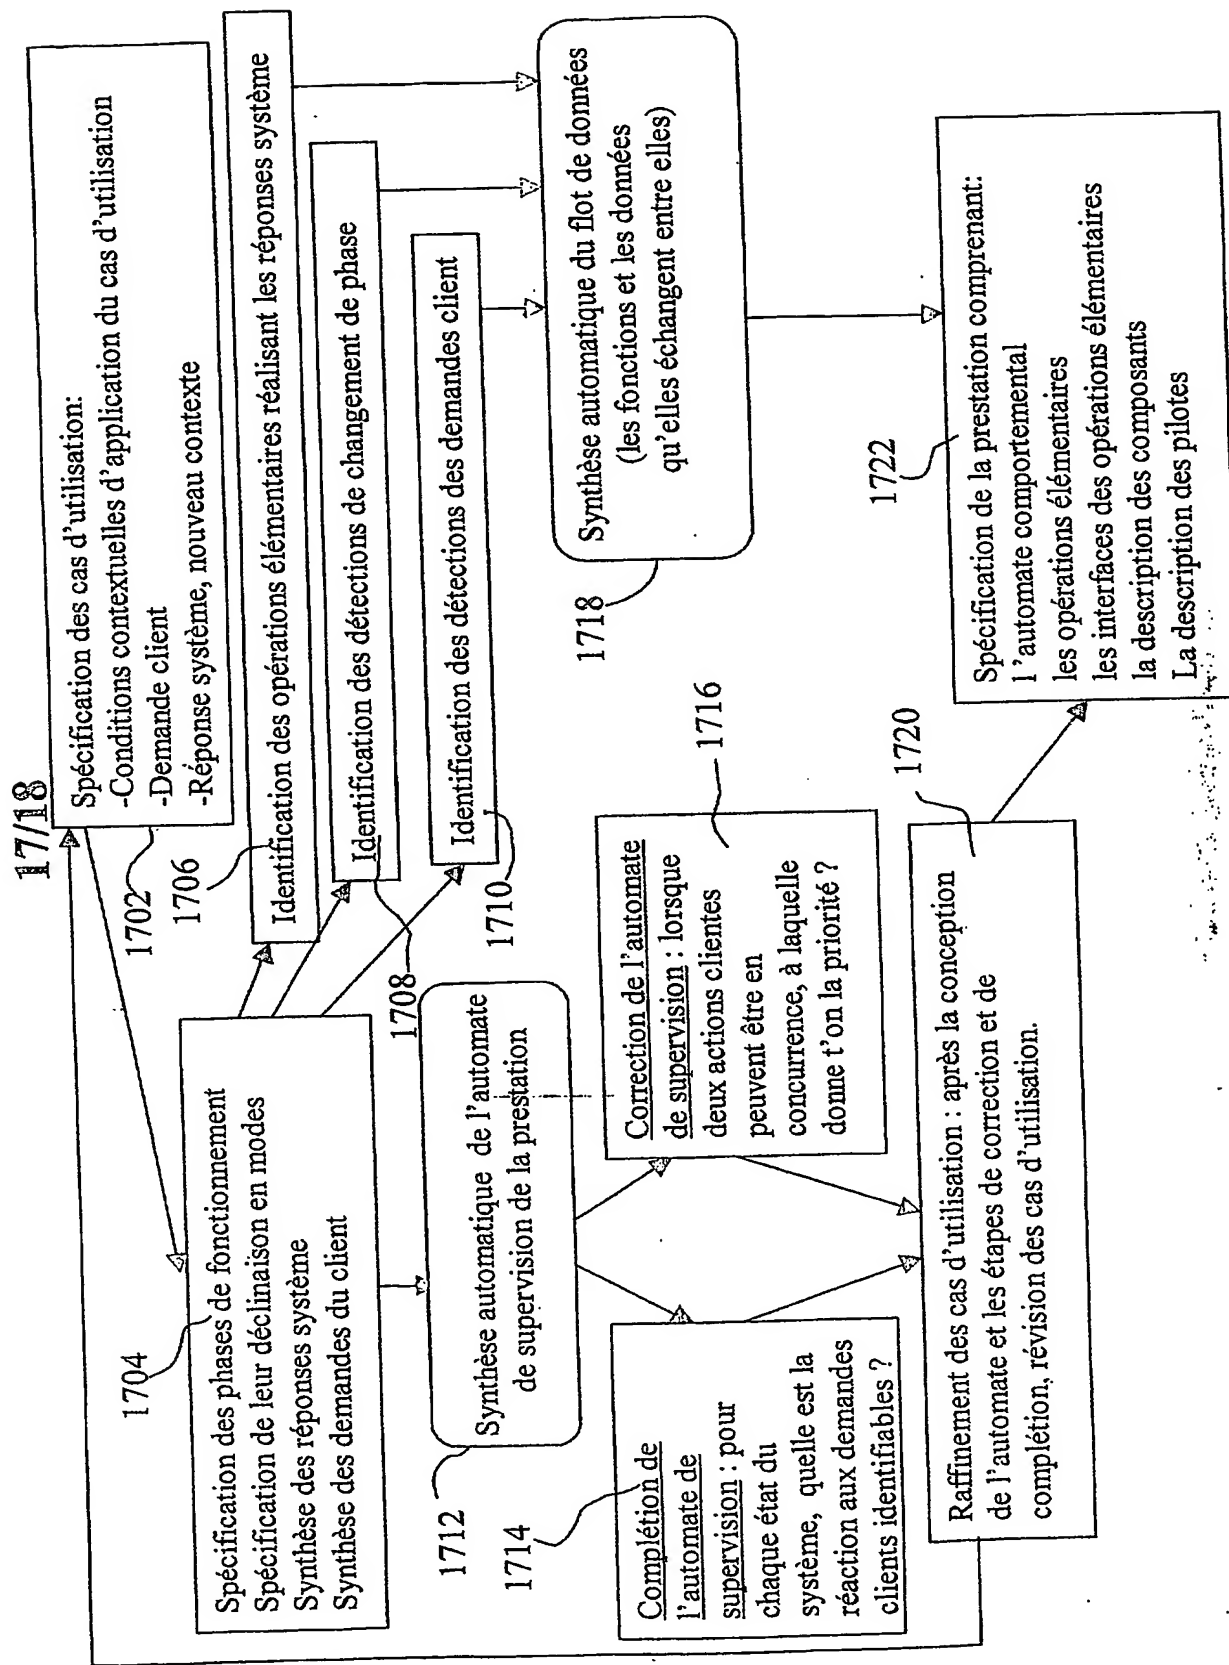 17/18
Spécification des cas d'utilisation:
-Conditions contextuelles d'application du cas d'utilisation
-Demande client
-Réponse système, nouveau contexte
1702
1704
Spécification des phases de fonctionnement
Spécification de leur déclinaison en modes
Synthèse des réponses système
Synthèse des demandes du client
1706
Identification des opérations élémentaires réalisant les réponses système
1708
Identification des détections de changement de phase
1710
Identification des détections des demandes client
1712
Synthèse automatique de l'automate
de supervision de la prestation
1714
Complétion de
l'automate de
supervision : pour
chaque état du
système, quelle est la
réaction aux demandes
clients identifiables ?
1716
Correction de l'automate
de supervision : lorsque
deux actions clientes
peuvent être en
concurrence, à laquelle
donne t'on la priorité ?
1718
Synthèse automatique du flot de données
(les fonctions et les données
qu'elles échangent entre elles)
1720
Raffinement des cas d'utilisation : après la conception
de l'automate et les étapes de correction et de
complétion, révision des cas d'utilisation.
1722
Spécification de la prestation comprenant:
l'automate comportemental
les opérations élémentaires
les interfaces des opérations élémentaires
la description des composants
La description des pilotes